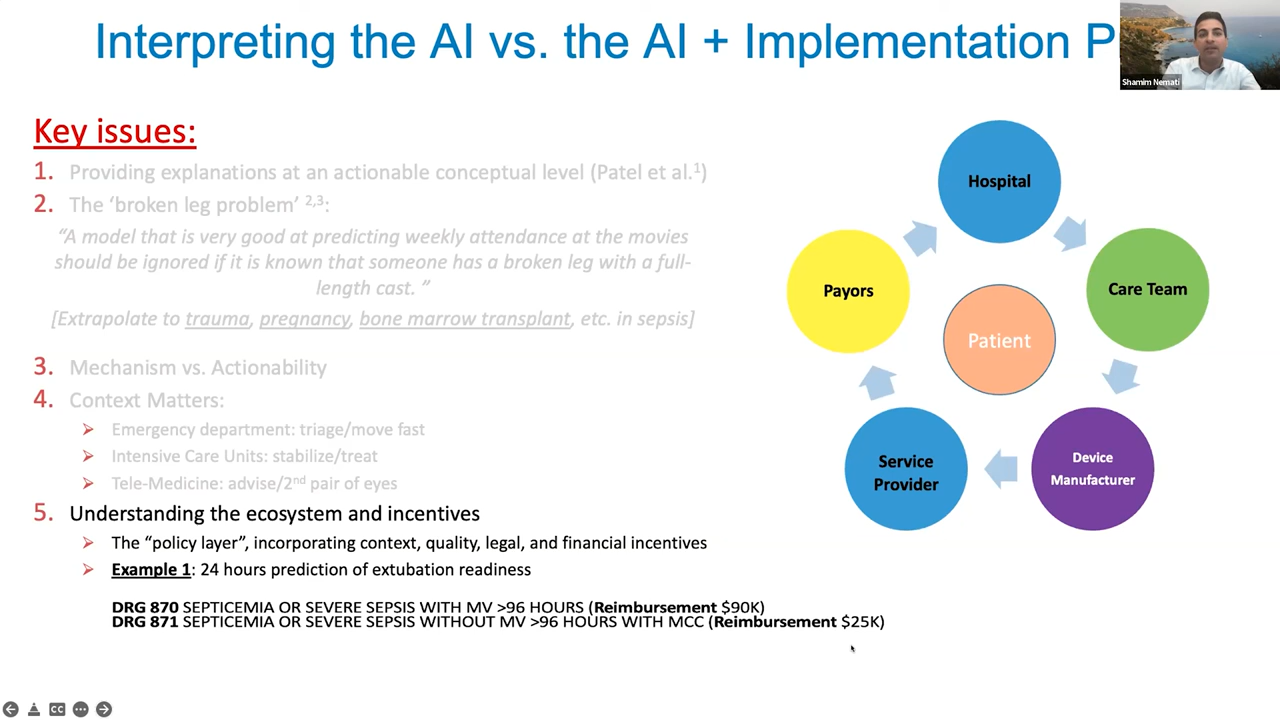 Interpreting the AI vs. the AI + Implementation P
Shamim Nemati
Key issues:
1. Providing explanations at an actionable conceptual level (Patel et al.1)
2. The ‘broken leg problem’ 2,3:
“A model that is very good at predicting weekly attendance at the movies
should be ignored if it is known that someone has a broken leg with a full-
length cast. ”
[Extrapolate to trauma, pregnancy, bone marrow transplant, etc. in sepsis]
3. Mechanism vs. Actionability
4. Context Matters:
➢ Emergency department: triage/move fast
➢ Intensive Care Units: stabilize/treat
➢ Tele-Medicine: advise/2nd pair of eyes
5. Understanding the ecosystem and incentives
➢ The “policy layer”, incorporating context, quality, legal, and financial incentives
➢ Example 1: 24 hours prediction of extubation readiness
DRG 870 SEPTICEMIA OR SEVERE SEPSIS WITH MV >96 HOURS (Reimbursement $90K)
DRG 871 SEPTICEMIA OR SEVERE SEPSIS WITHOUT MV >96 HOURS WITH MCC (Reimbursement $25K)
Hospital
Care Team
Device
Manufacturer
Service
Provider
Payors
Patient
CC